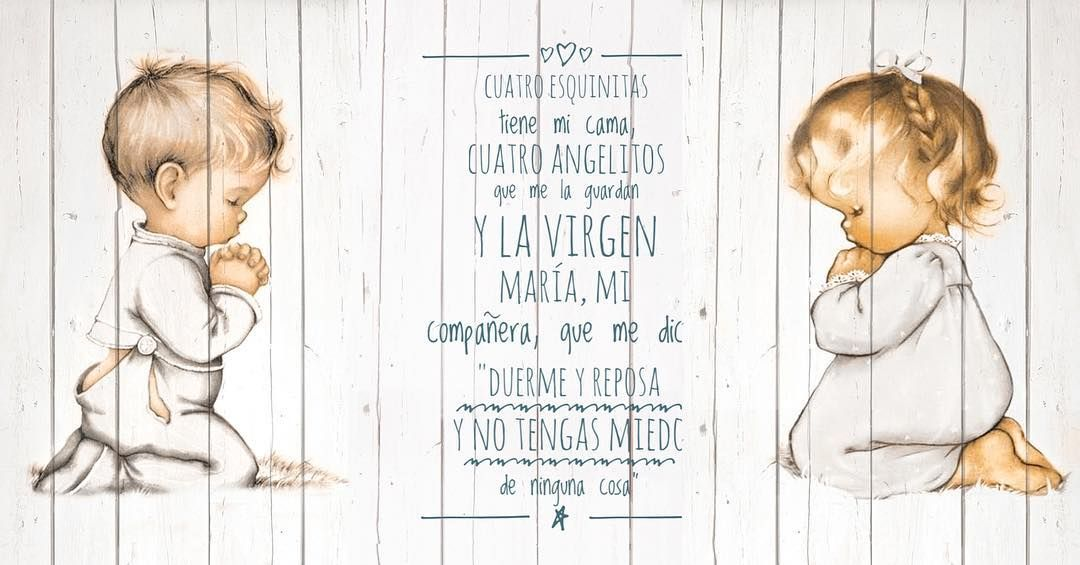 CUATRO ESQUINITAS
tiene mi cama,
CUATRO ANGELITOS
que me la guardan
Y LA VIRGEN
MARÍA, MI
compañera, que me dic
"DUERME Y REPOSA
Y NO TENGAS MIEDO
de ninguna cosa"